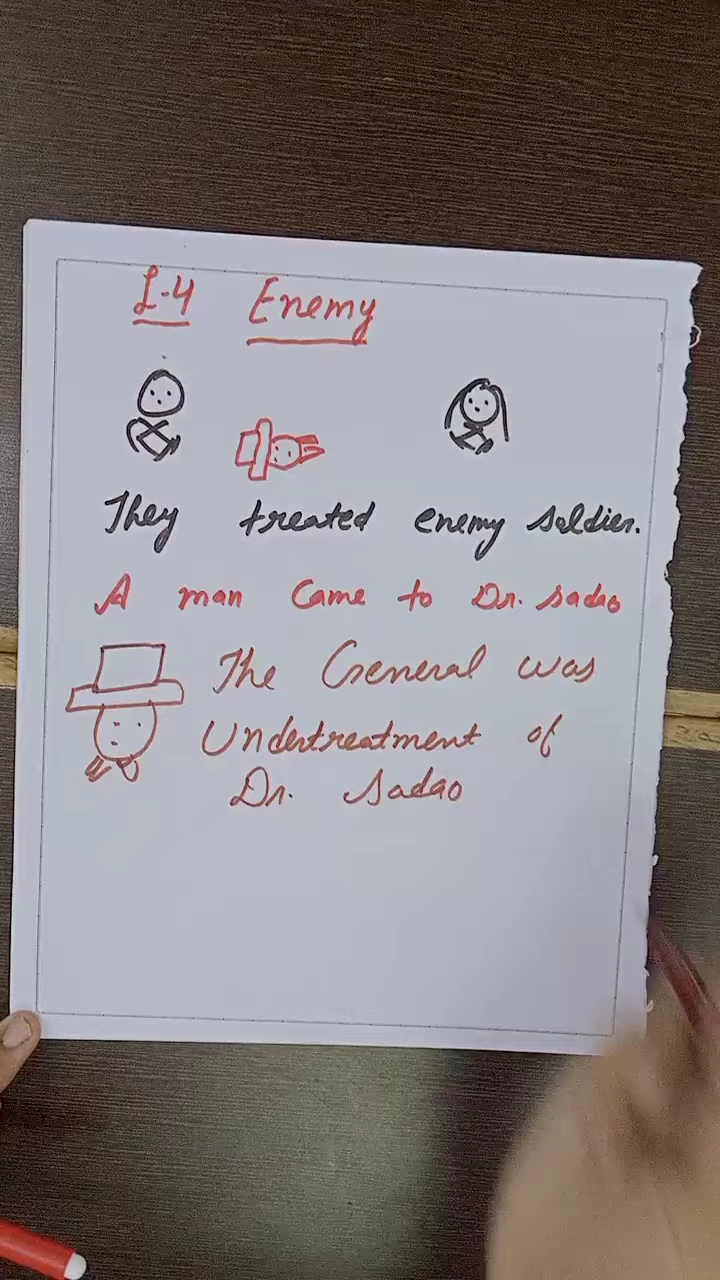 L-4 Enemy
They treated enemy soldier.
A man Came to Dr. Sadao
The General was
Undertreatment of
Dr. Sadao